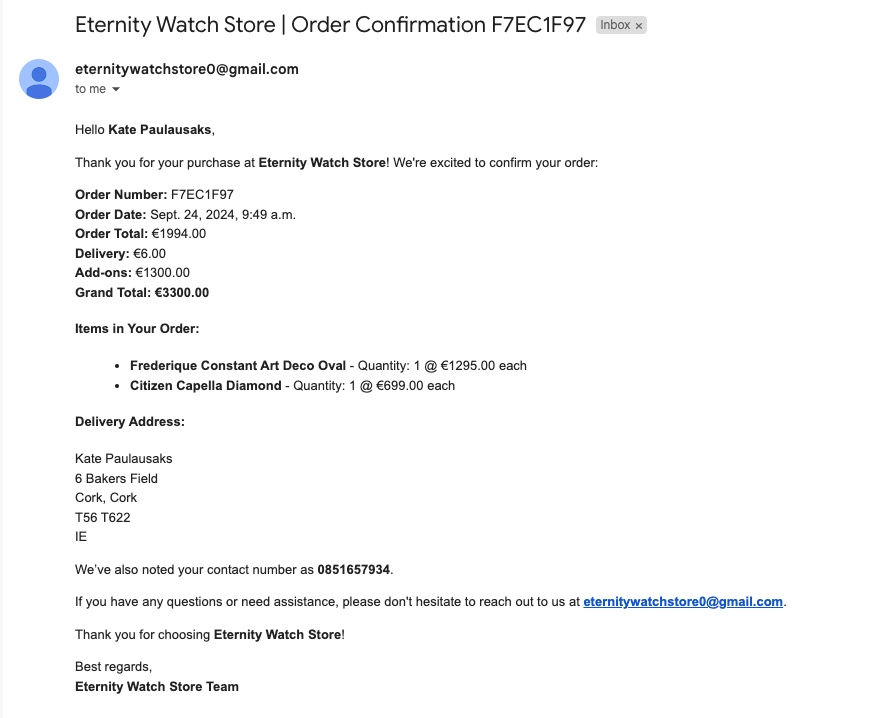 Eternity Watch Store | Order Confirmation F7EC1F97 Inbox ×
eternitywatchstore0@gmail.com
to me
Hello Kate Paulausaks,
Thank you for your purchase at Eternity Watch Store! We're excited to confirm your order:
Order Number: F7EC1F97
Order Date: Sept. 24, 2024, 9:49 a.m.
Order Total: €1994.00
Delivery: €6.00
Add-ons: €1300.00
Grand Total: €3300.00
Items in Your Order:
• Frederique Constant Art Deco Oval - Quantity: 1 @ €1295.00 each
• Citizen Capella Diamond - Quantity: 1 @ €699.00 each
Delivery Address:
Kate Paulausaks
6 Bakers Field
Cork, Cork
T56 T622
IE
We’ve also noted your contact number as 0851657934.
If you have any questions or need assistance, please don't hesitate to reach out to us at eternitywatchstore0@gmail.com.
Thank you for choosing Eternity Watch Store!
Best regards,
Eternity Watch Store Team